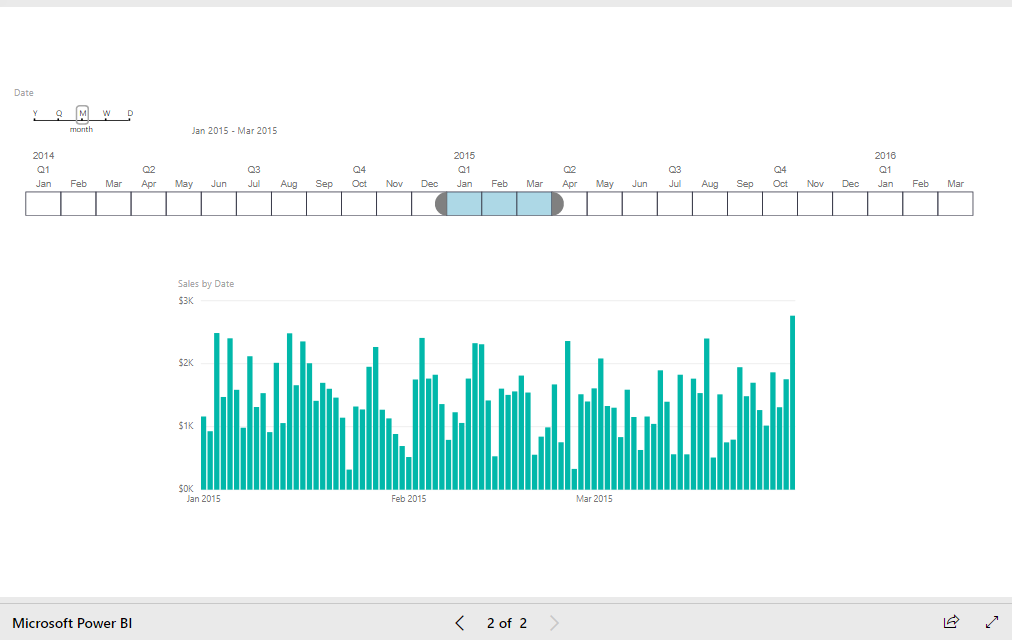 Date
Y Q M W D
month
Jan 2015 - Mar 2015
2014 2015 2016
Q1 Q2 Q3 Q4 Q1 Q2 Q3 Q4 Q1
Jan Feb Mar Apr May Jun Jul Aug Sep Oct Nov Dec Jan Feb Mar Apr May Jun Jul Aug Sep Oct Nov Dec Jan Feb Mar
Sales by Date
$3K
$2K
$1K
$0K
Jan 2015 Feb 2015 Mar 2015
Microsoft Power BI 2 of 2